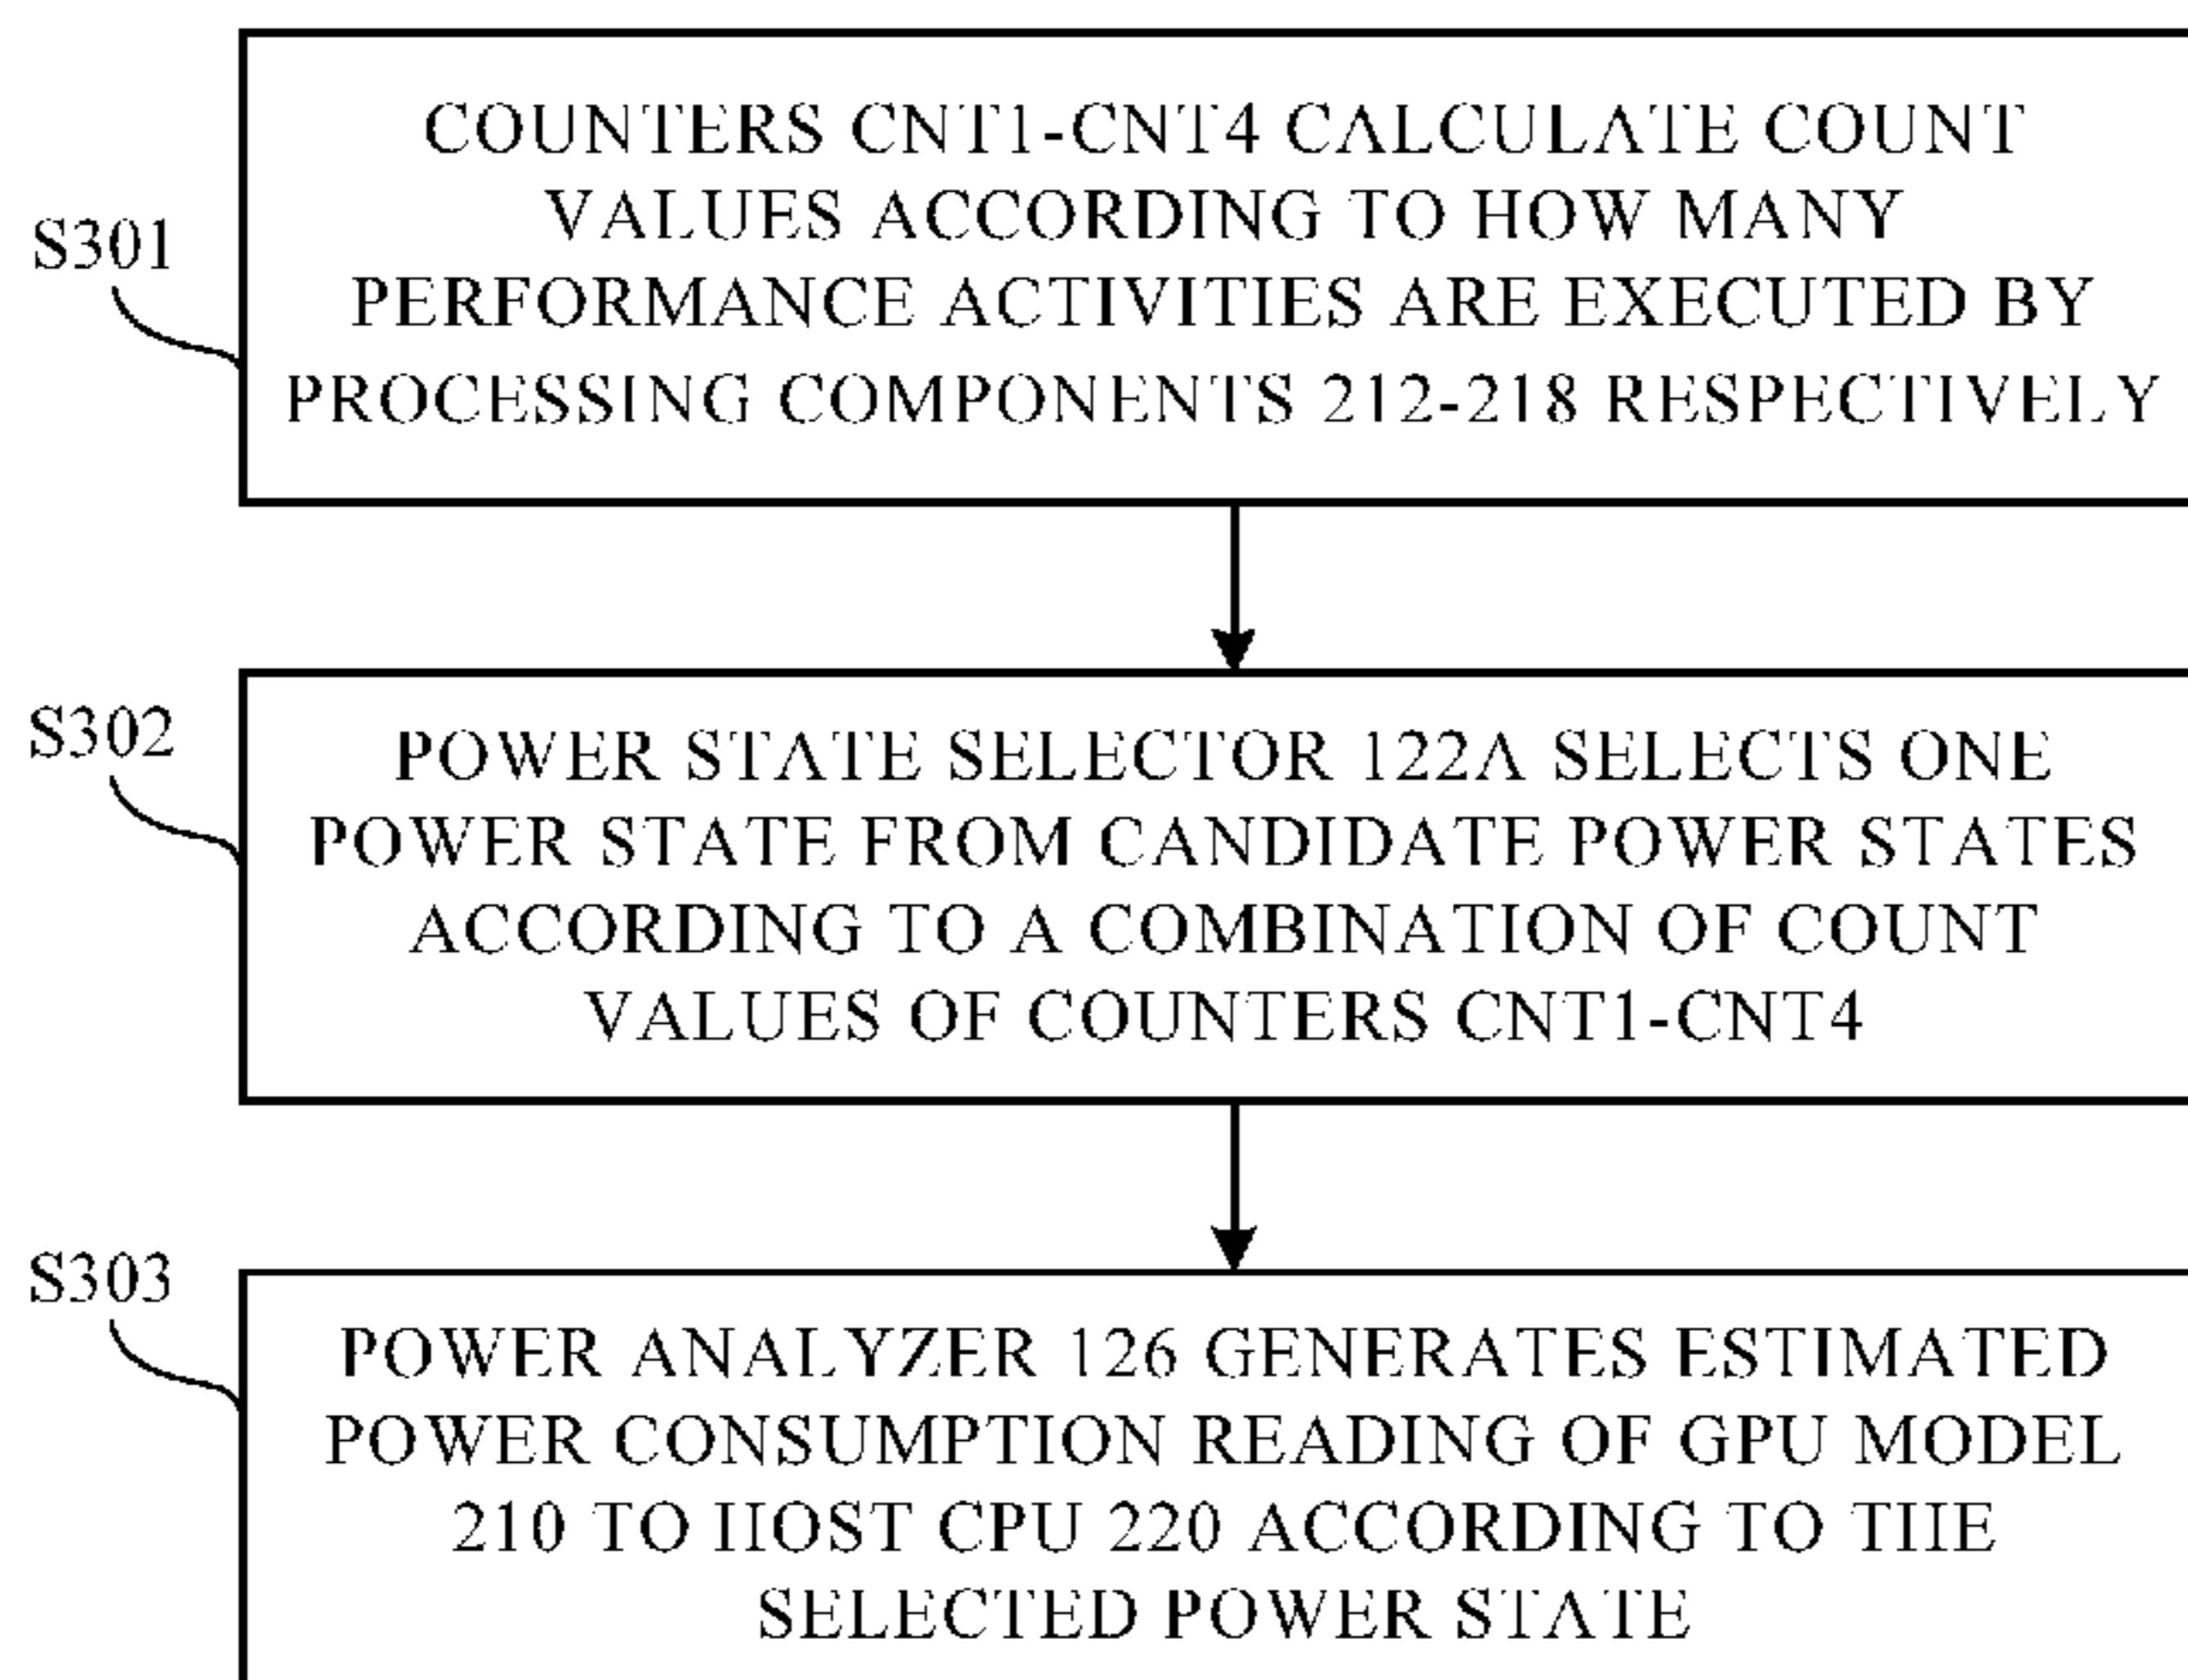 COUNTERS CNT1-CNT4 CALCULATE COUNT
VALUES ACCORDING TO HOW MANY
S301
PERFORMANCE ACTIVITIES ARE EXECUTED BY
PROCESSING COMPONENTS 212-218 RESPECTIVELY
S302
POWER STATE SELECTOR 122A SELECTS ONE
POWER STATE FROM CANDIDATE POWER STATES
ACCORDING TO A COMBINATION OF COUNT
VALUES OF COUNTERS CNT1-CNT4
S303
POWER ANALYZER 126 GENERATES ESTIMATED
POWER CONSUMPTION READING OF GPU MODEL
210 TO HOST CPU 220 ACCORDING TO THE
SELECTED POWER STATE